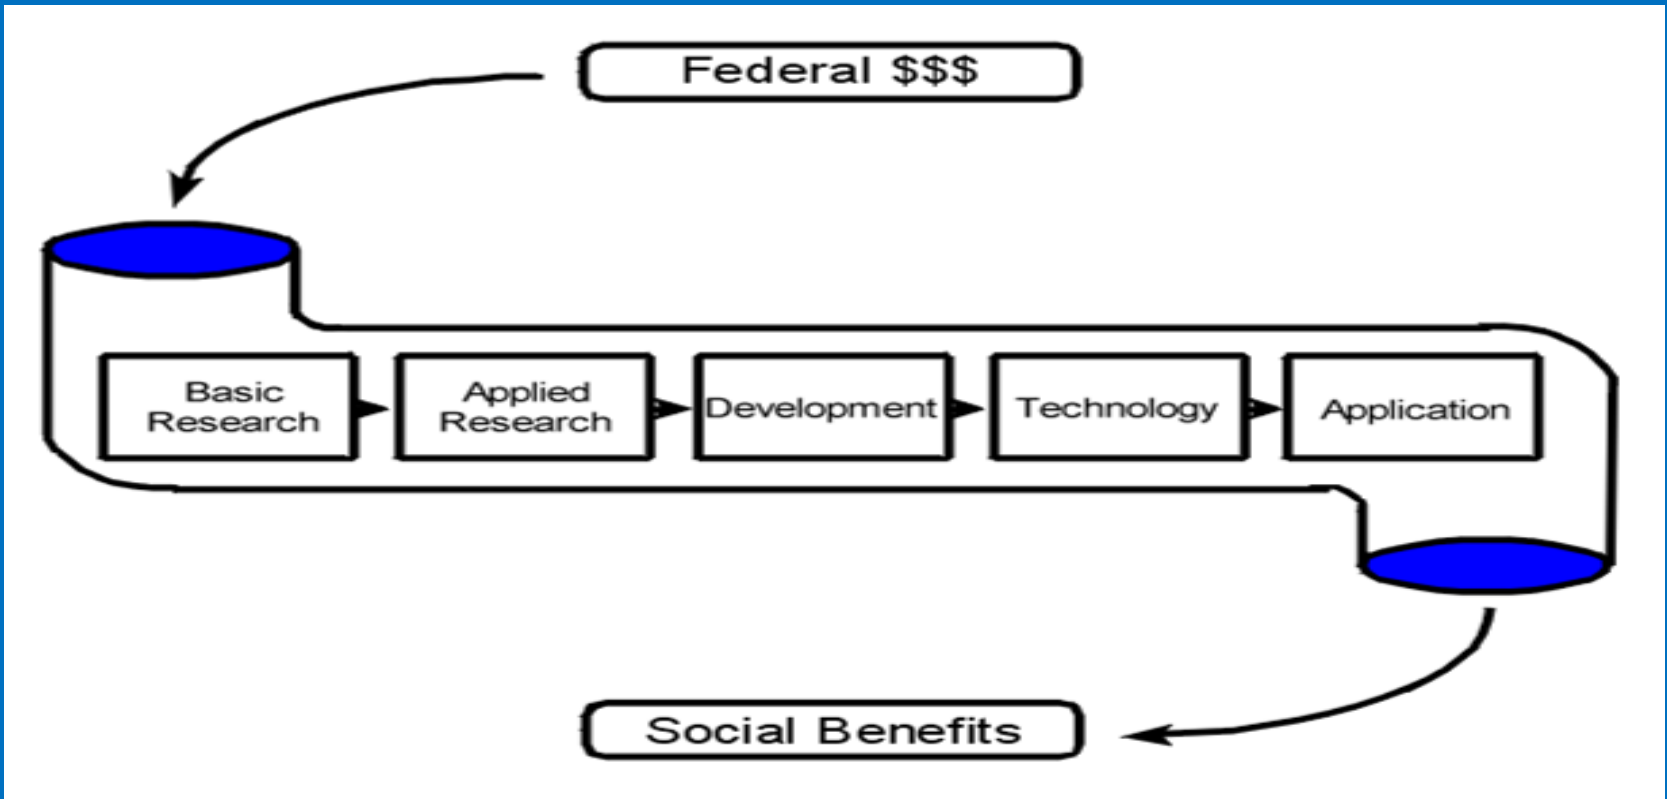 Federal $$$
Basic
Research
Applied
Research
Development
Technology
Application
Social Benefits